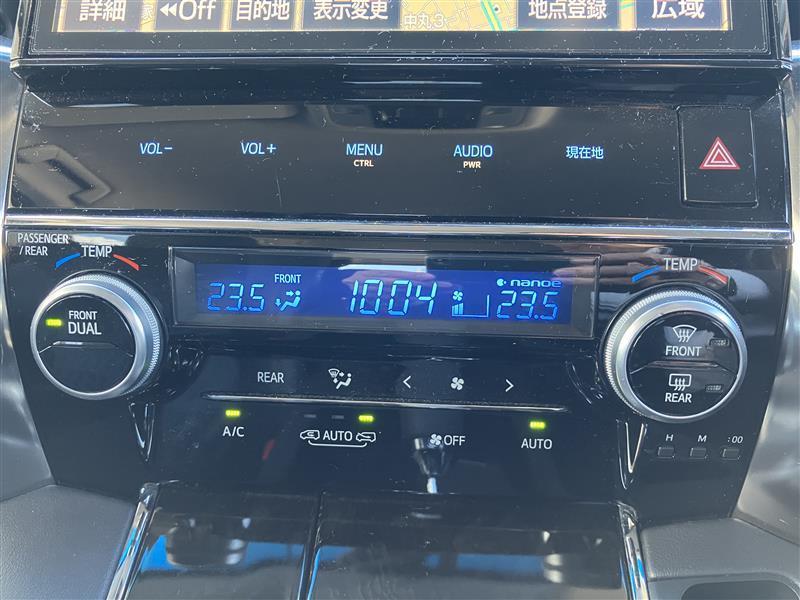 詳細 ◀◀Off 目的地 表示変更 地点登録 広域
中丸3
VOL− VOL+ MENU AUDIO 現在地
CTRL PWR
PASSENGER
/ REAR
TEMP TEMP
FRONT nanoe
23.5 1004 23.5
FRONT
DUAL
FRONT
REAR
REAR
A/C AUTO OFF AUTO
H M :00